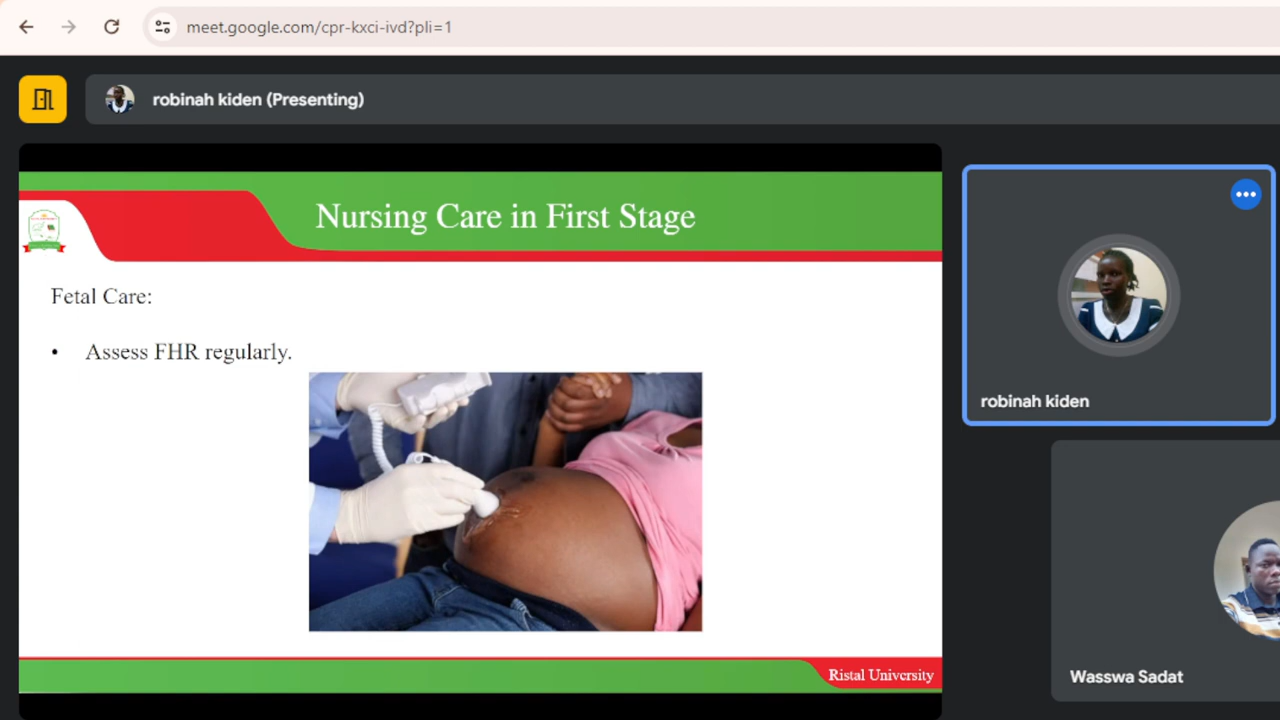 meet.google.com/cpr-kxci-ivd?pli=1
robinah kiden (Presenting)
Nursing Care in First Stage
Fetal Care:
• Assess FHR regularly.
Ristal University
robinah kiden
Wasswa Sadat